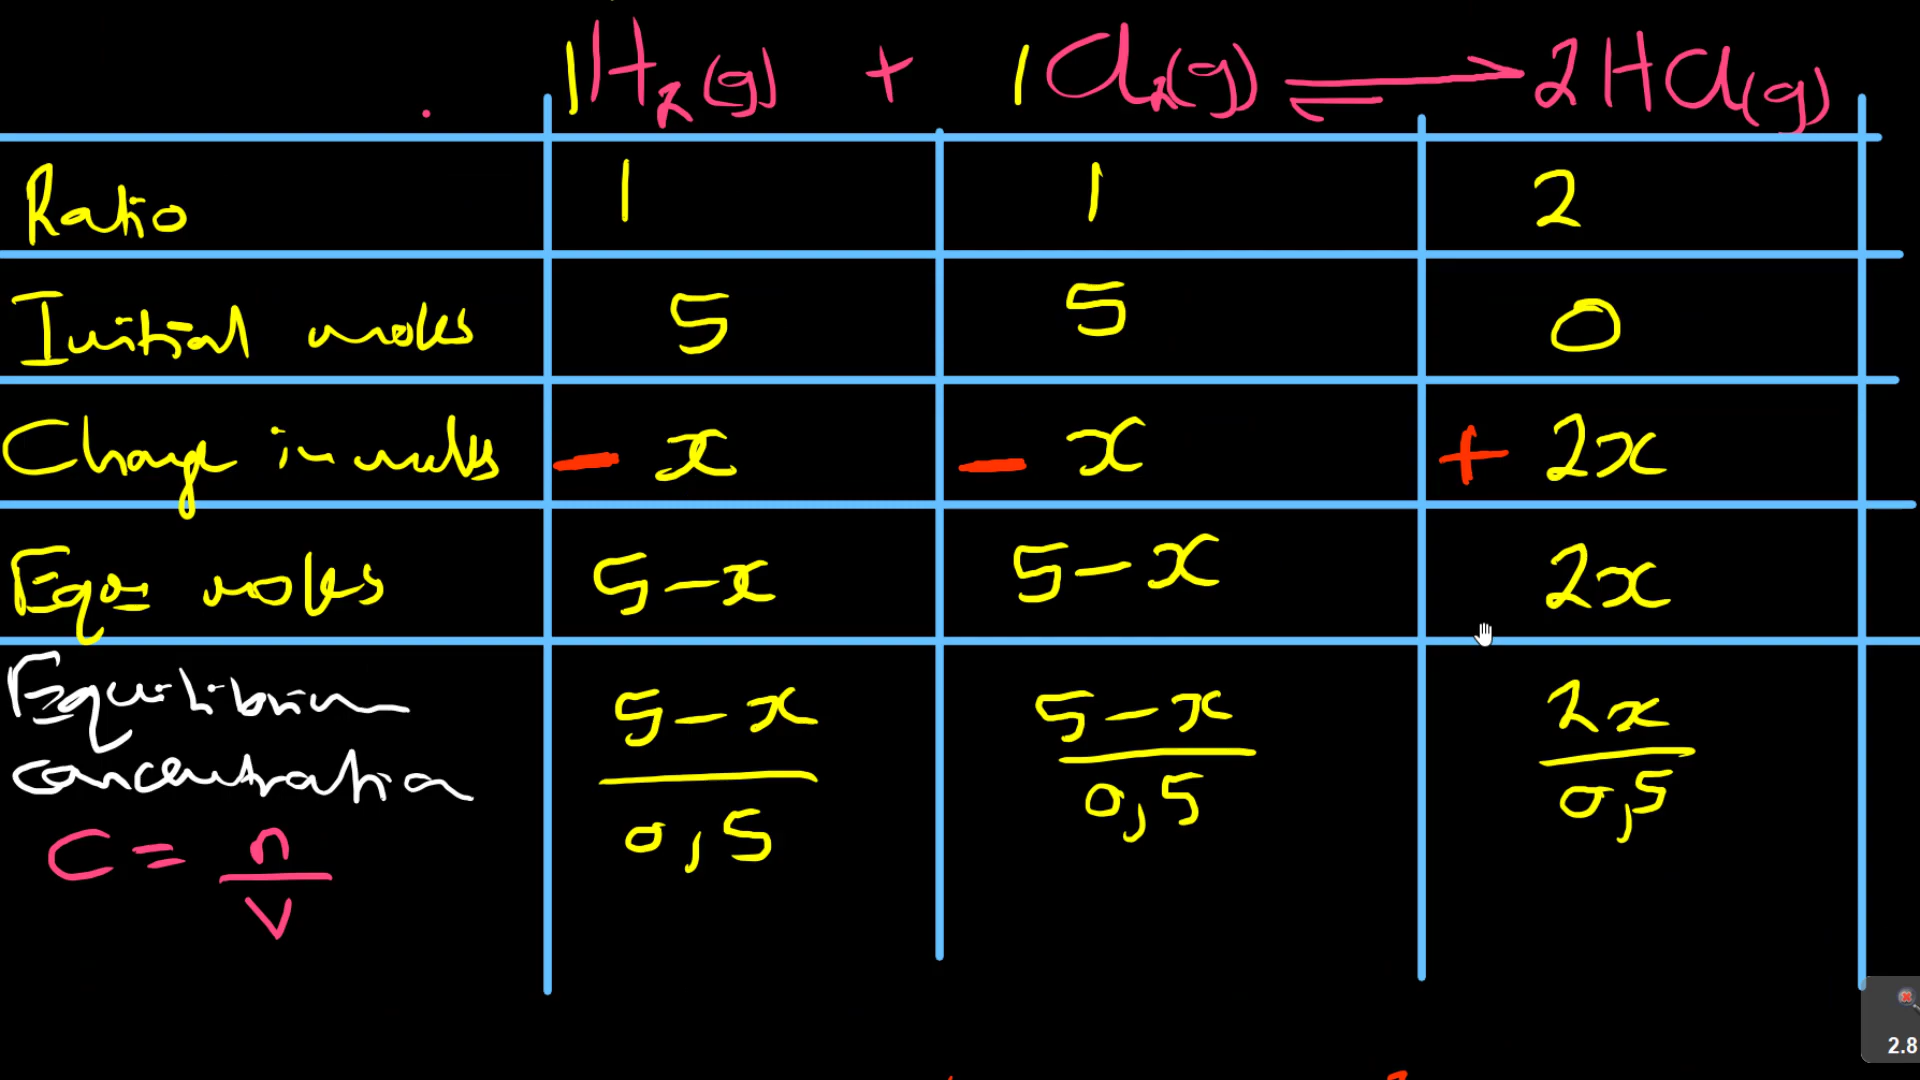 1H₂(g) + 1Cl₂(g) ⇌ 2HCl(g)
Ratio 1 1 2
Initial moles 5 5 0
Change in moles - x - x + 2x
Eqm moles 5-x 5-x 2x
Equilibrium concentration
5-x/0,5 5-x/0,5 2x/0,5
C = n/V
2.8